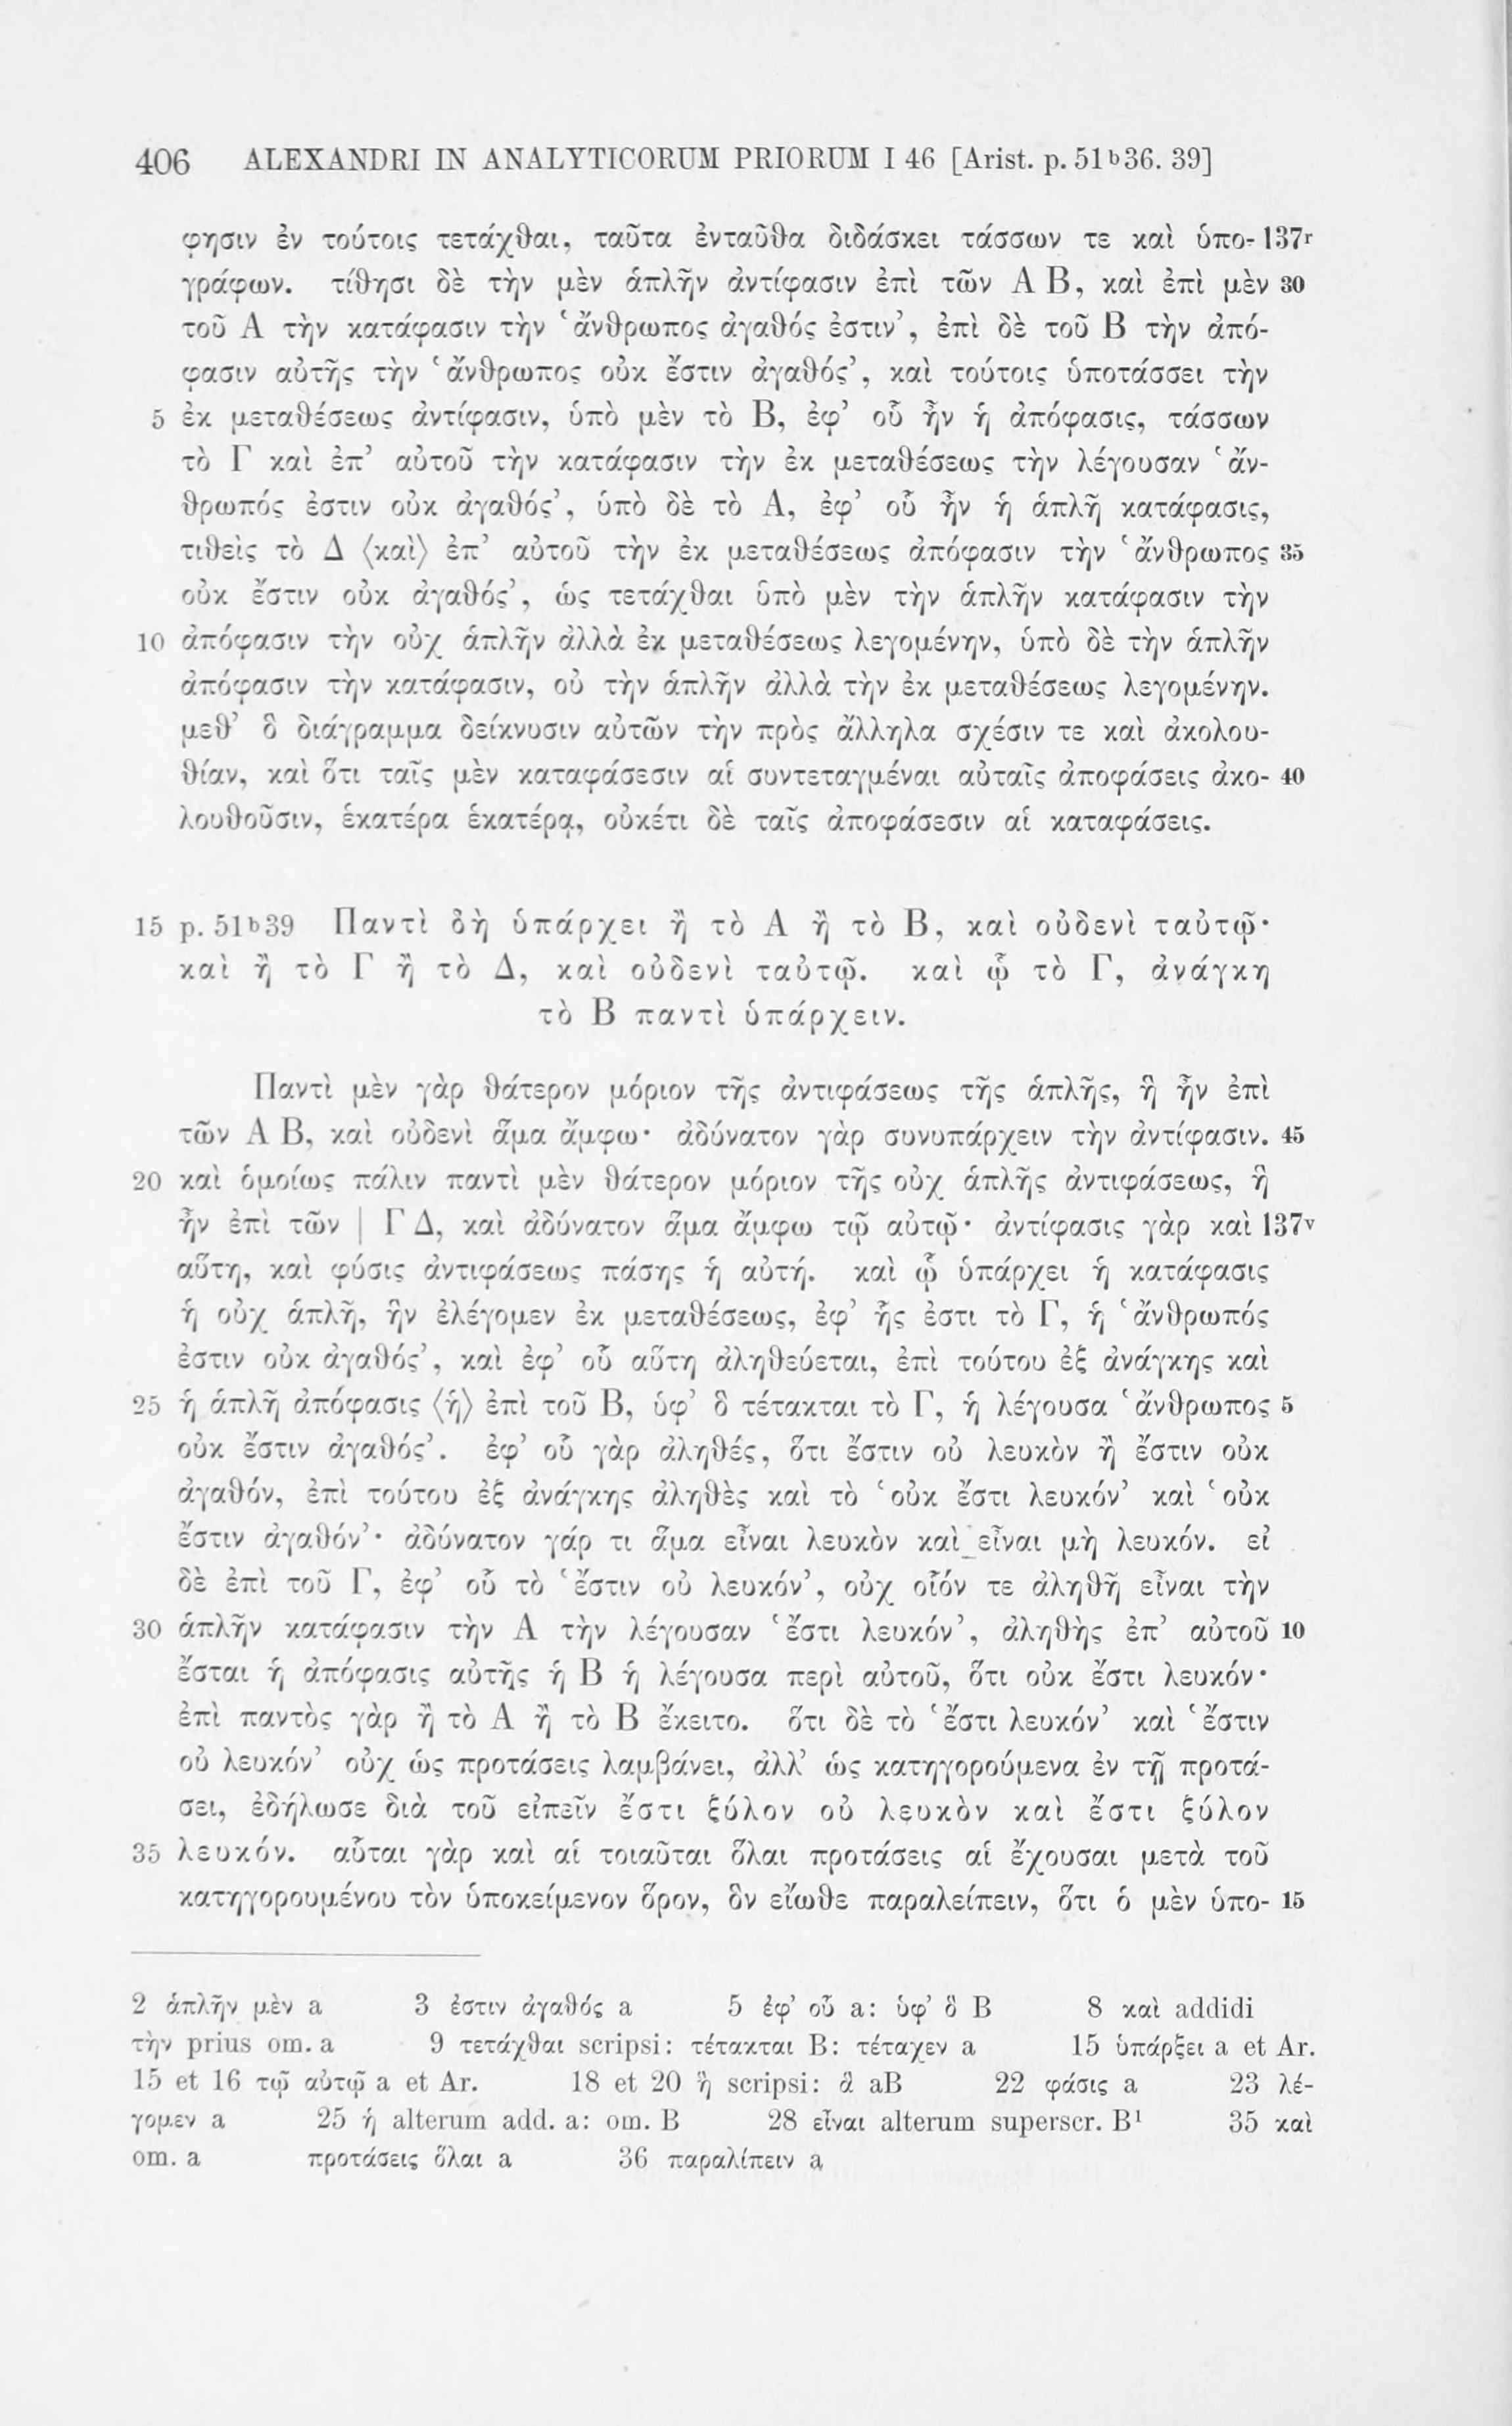 406 ALEXANDRI IN ANALYTICORUM PRIORUM I 46 [Arist. p. 51b36. 39]
φησιν ἐν τούτοις τετάχθαι, ταῦτα ἐνταῦθα διδάσκει τάσσων τε καὶ ὑπο- 137r
γράφων. τίθησι δὲ τὴν μὲν ἁπλῆν ἀντίφασιν ἐπὶ τῶν Α Β, καὶ ἐπὶ μὲν 30
τοῦ Α τὴν κατάφασιν τὴν ‘ἄνθρωπος ἀγαθός ἐστιν’, ἐπὶ δὲ τοῦ Β τὴν ἀπό-
φασιν αὐτῆς τὴν ‘ἄνθρωπος οὐκ ἔστιν ἀγαθός’, καὶ τούτοις ὑποτάσσει τὴν
5 ἐκ μεταθέσεως ἀντίφασιν, ὑπὸ μὲν τὸ Β, ἐφ’ οὗ ἦν ἡ ἀπόφασις, τάσσων
τὸ Γ καὶ ἐπ’ αὐτοῦ τὴν κατάφασιν τὴν ἐκ μεταθέσεως τὴν λέγουσαν ‘ἄν-
θρωπός ἐστιν οὐκ ἀγαθός’, ὑπὸ δὲ τὸ Α, ἐφ’ οὗ ἦν ἡ ἁπλῆ κατάφασις,
τιθεὶς τὸ Δ ⟨καὶ⟩ ἐπ’ αὐτοῦ τὴν ἐκ μεταθέσεως ἀπόφασιν τὴν ‘ἄνθρωπος 35
οὐκ ἔστιν οὐκ ἀγαθός’, ὡς τετάχθαι ὑπὸ μὲν τὴν ἁπλῆν κατάφασιν τὴν
10 ἀπόφασιν τὴν οὐχ ἁπλῆν ἀλλὰ ἐκ μεταθέσεως λεγομένην, ὑπὸ δὲ τὴν ἁπλῆν
ἀπόφασιν τὴν κατάφασιν, οὐ τὴν ἁπλῆν ἀλλὰ τὴν ἐκ μεταθέσεως λεγομένην.
μεθ’ ὃ διάγραμμα δείκνυσιν αὐτῶν τὴν πρὸς ἄλληλα σχέσιν τε καὶ ἀκολου-
θίαν, καὶ ὅτι ταῖς μὲν καταφάσεσιν αἱ συντεταγμέναι αὐταῖς ἀποφάσεις ἀκο- 40
λουθοῦσιν, ἑκατέρα ἑκατέρᾳ, οὐκέτι δὲ ταῖς ἀποφάσεσιν αἱ καταφάσεις.
15 p. 51b39 Παντὶ δὴ ὑπάρχει ἢ τὸ Α ἢ τὸ Β, καὶ οὐδενὶ ταὐτῷ·
καὶ ἢ τὸ Γ ἢ τὸ Δ, καὶ οὐδενὶ ταὐτῷ. καὶ ᾧ τὸ Γ, ἀνάγκη
τὸ Β παντὶ ὑπάρχειν.
Παντὶ μὲν γὰρ θάτερον μόριον τῆς ἀντιφάσεως τῆς ἁπλῆς, ἣ ἦν ἐπὶ
τῶν Α Β, καὶ οὐδενὶ ἅμα ἄμφω· ἀδύνατον γὰρ συνυπάρχειν τὴν ἀντίφασιν. 45
20 καὶ ὁμοίως πάλιν παντὶ μὲν θάτερον μόριον τῆς οὐχ ἁπλῆς ἀντιφάσεως, ἣ
ἦν ἐπὶ τῶν | Γ Δ, καὶ ἀδύνατον ἅμα ἄμφω τῷ αὐτῷ· ἀντίφασις γὰρ καὶ 137v
αὕτη, καὶ φύσις ἀντιφάσεως πάσης ἡ αὐτή. καὶ ᾧ ὑπάρχει ἡ κατάφασις
ἡ οὐχ ἁπλῆ, ἣν ἐλέγομεν ἐκ μεταθέσεως, ἐφ’ ἧς ἐστι τὸ Γ, ἡ ‘ἄνθρωπός
ἐστιν οὐκ ἀγαθός’, καὶ ἐφ’ οὗ αὕτη ἀληθεύεται, ἐπὶ τούτου ἐξ ἀνάγκης καὶ
25 ἡ ἁπλῆ ἀπόφασις ⟨ἡ⟩ ἐπὶ τοῦ Β, ὑφ’ ὃ τέτακται τὸ Γ, ἡ λέγουσα ‘ἄνθρωπος 5
οὐκ ἔστιν ἀγαθός’. ἐφ’ οὗ γὰρ ἀληθές, ὅτι ἔστιν οὐ λευκὸν ἢ ἔστιν οὐκ
ἀγαθόν, ἐπὶ τούτου ἐξ ἀνάγκης ἀληθὲς καὶ τὸ ‘οὐκ ἔστι λευκόν’ καὶ ‘οὐκ
ἔστιν ἀγαθόν’· ἀδύνατον γάρ τι ἅμα εἶναι λευκὸν καὶ εἶναι μὴ λευκόν. εἰ
δὲ ἐπὶ τοῦ Γ, ἐφ’ οὗ τὸ ‘ἔστιν οὐ λευκόν’, οὐχ οἷόν τε ἀληθῆ εἶναι τὴν
30 ἁπλῆν κατάφασιν τὴν Α τὴν λέγουσαν ‘ἔστι λευκόν’, ἀληθὴς ἐπ’ αὐτοῦ 10
ἔσται ἡ ἀπόφασις αὐτῆς ἡ Β ἡ λέγουσα περὶ αὐτοῦ, ὅτι οὐκ ἔστι λευκόν·
ἐπὶ παντὸς γὰρ ἢ τὸ Α ἢ τὸ Β ἔκειτο. ὅτι δὲ τὸ ‘ἔστι λευκόν’ καὶ ‘ἔστιν
οὐ λευκόν’ οὐχ ὡς προτάσεις λαμβάνει, ἀλλ’ ὡς κατηγορούμενα ἐν τῇ προτά-
σει, ἐδήλωσε διὰ τοῦ εἰπεῖν ἔστι ξύλον οὐ λευκὸν καὶ ἔστι ξύλον
35 λευκόν. αὗται γὰρ καὶ αἱ τοιαῦται ὅλαι προτάσεις αἱ ἔχουσαι μετὰ τοῦ
κατηγορουμένου τὸν ὑποκείμενον ὅρον, ὃν εἴωθε παραλείπειν, ὅτι ὁ μὲν ὑπο- 15
2 ἁπλῆν μὲν a 3 ἐστιν ἀγαθός a 5 ἐφ’ οὗ a: ὑφ’ ὃ B 8 καὶ addidi
τὴν prius om. a 9 τετάχθαι scripsi: τέτακται B: τέταχεν a 15 ὑπάρξει a et Ar.
15 et 16 τῷ αὐτῷ a et Ar. 18 et 20 ἣ scripsi: ἃ aB 22 φάσις a 23 λέ-
γομεν a 25 ἡ alterum add. a: om. B 28 εἶναι alterum superscr. B¹ 35 καὶ
om. a προτάσεις ὅλαι a 36 παραλίπειν a